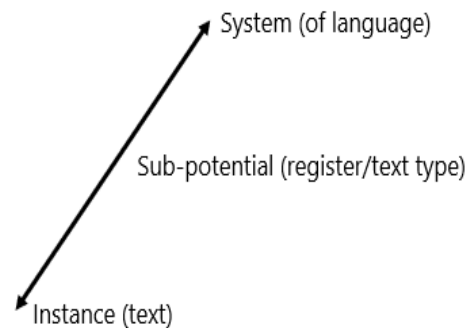 System (of language)
Sub-potential (register/text type)
Instance (text)